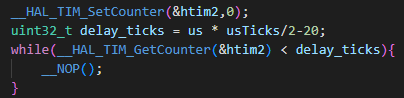 __HAL_TIM_SetCounter(&htim2,0);
uint32_t delay_ticks = us * usTicks/2-20;
while(__HAL_TIM_GetCounter(&htim2) < delay_ticks){
__NOP();
}